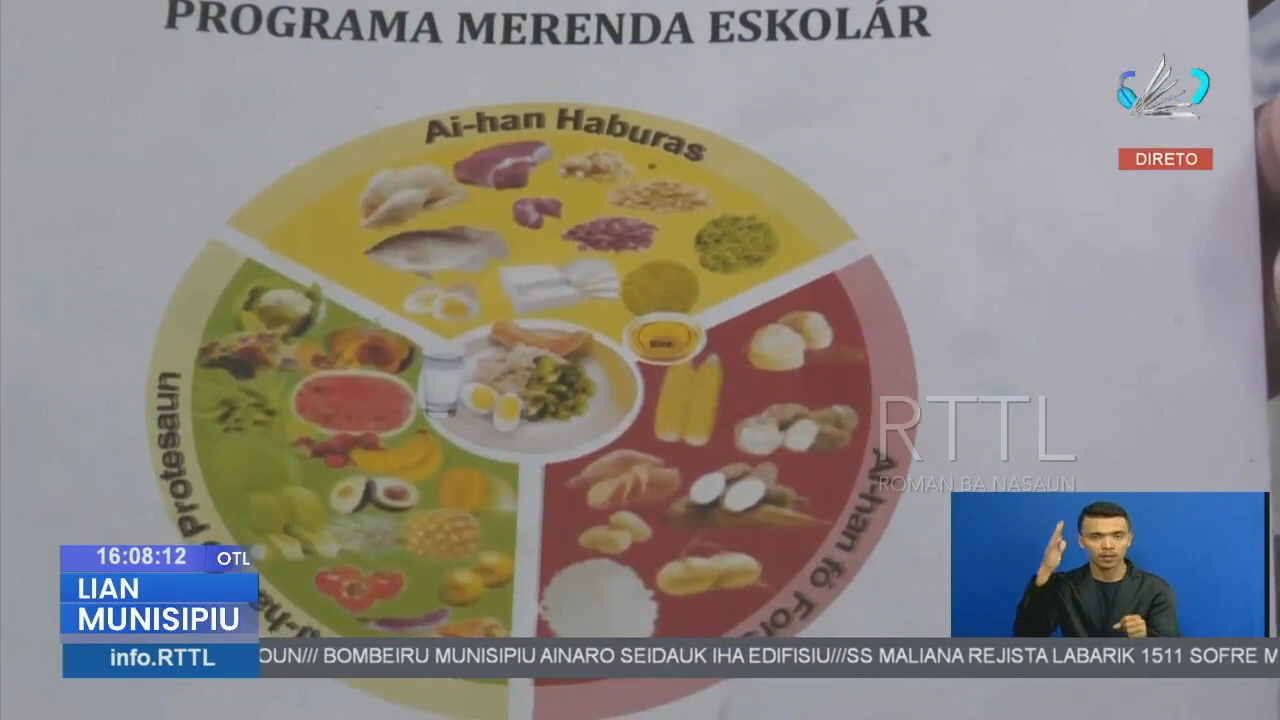 PROGRAMA MERENDA ESKOLÁR
Ai-han Haburas
DIRETO
Protesaun
RTTL
ROMAN BA NASAUN
Ai-han fó
16:08:12 OTL
LIAN
MUNISIPIU
info.RTTL
OUN/// BOMBEIRU MUNISIPIU AINARO SEIDAUK IHA EDIFISIU///SS MALIANA REJISTA LABARIK 1511 SOFRE M